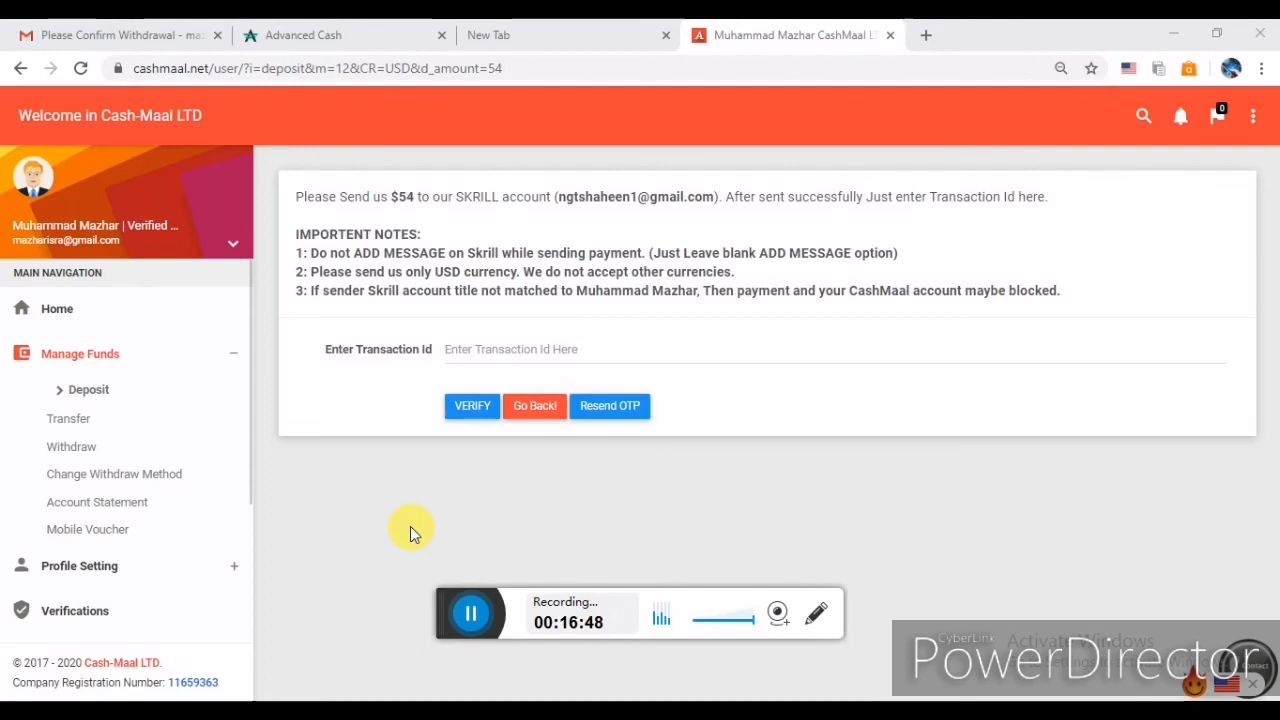 Please Confirm Withdrawal - maz
Advanced Cash
New Tab
Muhammad Mazhar CashMaal LT
cashmaal.net/user/?i=deposit&m=12&CR=USD&d_amount=54
Welcome in Cash-Maal LTD
0
Muhammad Mazhar | Verified ...
mazharisra@gmail.com
MAIN NAVIGATION
Home
Manage Funds
Deposit
Transfer
Withdraw
Change Withdraw Method
Account Statement
Mobile Voucher
Profile Setting
Verifications
© 2017 - 2020 Cash-Maal LTD.
Company Registration Number: 11659363
Please Send us $54 to our SKRILL account (ngtshaheen1@gmail.com). After sent successfully Just enter Transaction Id here.
IMPORTENT NOTES:
1: Do not ADD MESSAGE on Skrill while sending payment. (Just Leave blank ADD MESSAGE option)
2: Please send us only USD currency. We do not accept other currencies.
3: If sender Skrill account title not matched to Muhammad Mazhar, Then payment and your CashMaal account maybe blocked.
Enter Transaction Id Enter Transaction Id Here
VERIFY Go Back! Resend OTP
Recording...
00:16:48
Activate Windows
CyberLink
PowerDirector